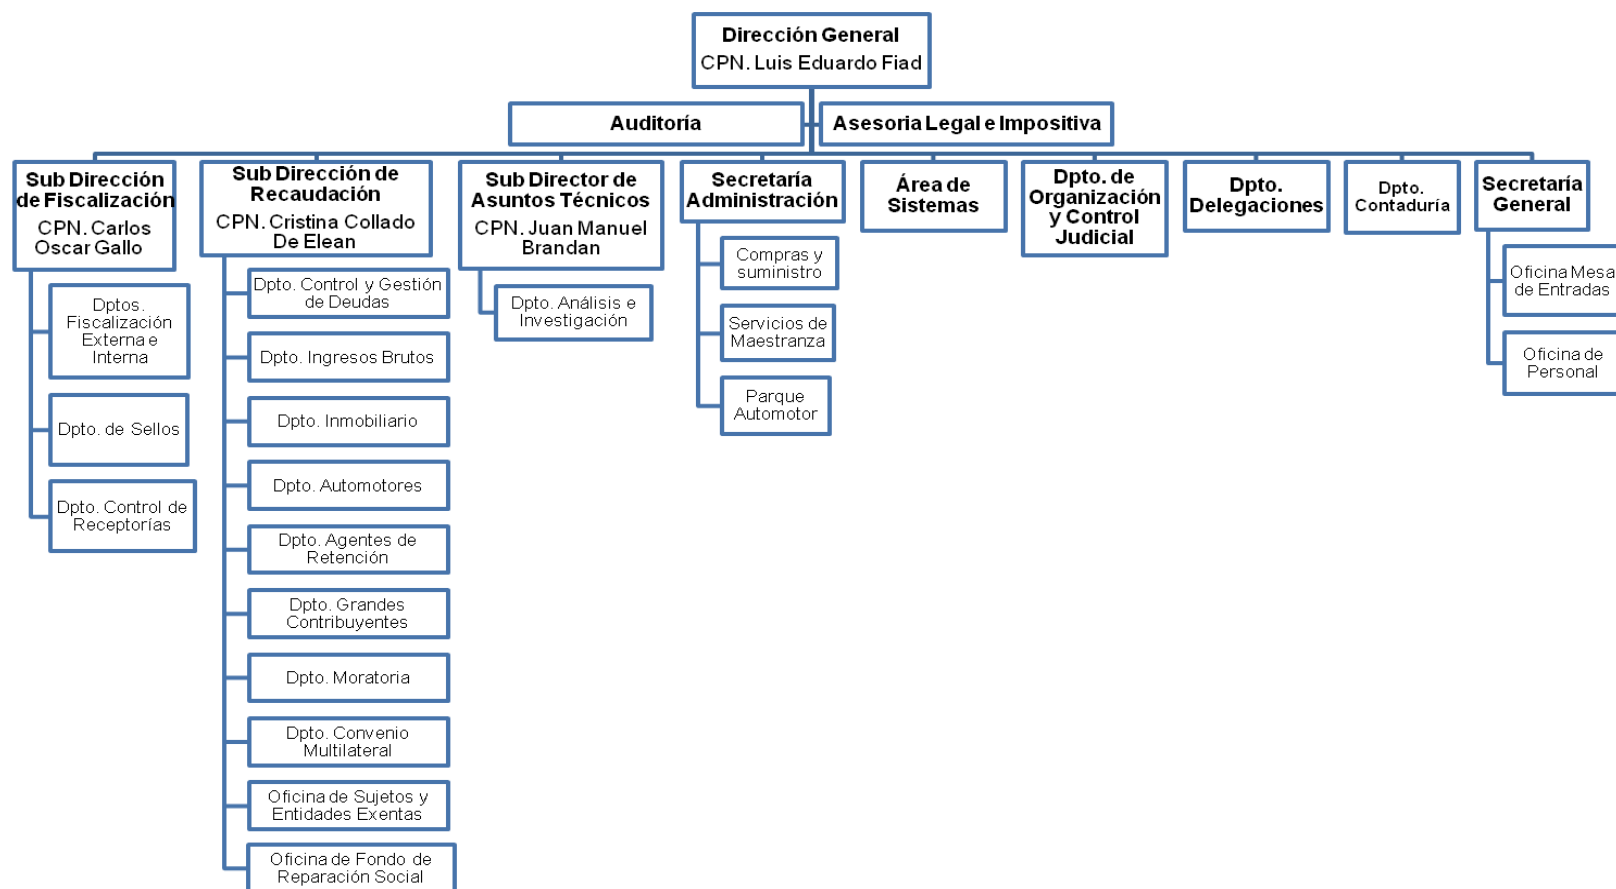 Dirección General
CPN. Luis Eduardo Fiad
Auditoría
Asesoria Legal e Impositiva
Sub Dirección
de Fiscalización
CPN. Carlos
Oscar Gallo
Dptos.
Fiscalización
Externa e
Interna
Dpto. de Sellos
Dpto. Control de
Receptorías
Sub Dirección de
Recaudación
CPN. Cristina Collado
De Elean
Dpto. Control y Gestión
de Deudas
Dpto. Ingresos Brutos
Dpto. Inmobiliario
Dpto. Automotores
Dpto. Agentes de
Retención
Dpto. Grandes
Contribuyentes
Dpto. Moratoria
Dpto. Convenio
Multilateral
Oficina de Sujetos y
Entidades Exentas
Oficina de Fondo de
Reparación Social
Sub Director de
Asuntos Técnicos
CPN. Juan Manuel
Brandan
Dpto. Análisis e
Investigación
Secretaría
Administración
Compras y
suministro
Servicios de
Maestranza
Parque
Automotor
Área de
Sistemas
Dpto. de
Organización
y Control
Judicial
Dpto.
Delegaciones
Dpto.
Contaduría
Secretaría
General
Oficina Mesa
de Entradas
Oficina de
Personal